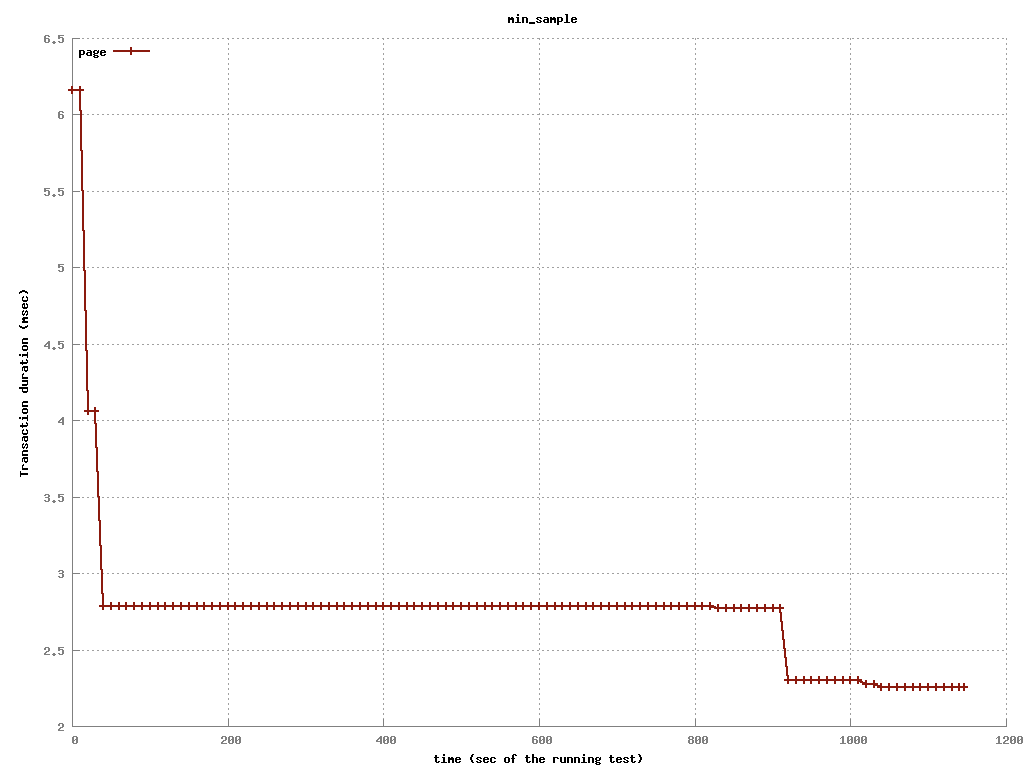 min_sample
6.5
page
6
5.5
5
4.5
4
3.5
3
2.5
2
Transaction duration (msec)
0 200 400 600 800 1000 1200
time (sec of the running test)